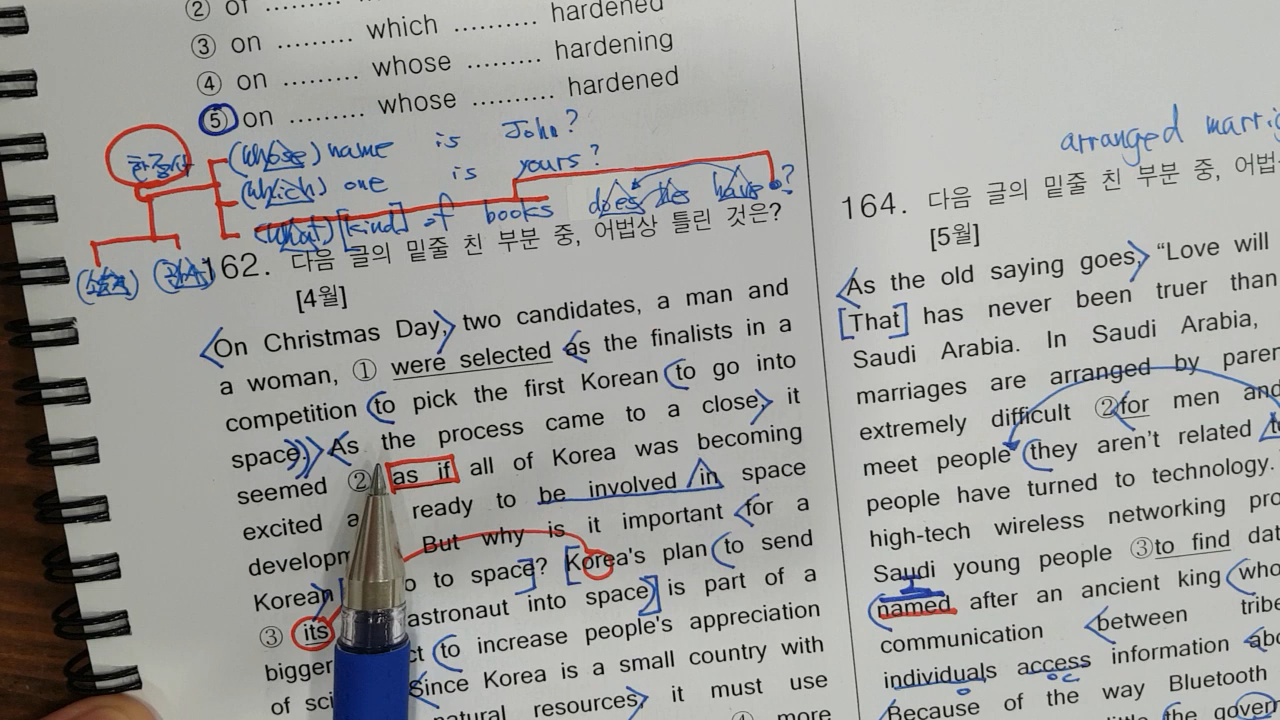 ② of .........
③ on ......... which .......... hardened
④ on ......... whose ......... hardening
⑤ on ......... whose .......... hardened
(whose) name is John?
(which) one is yours?
(what) [kind] of books does he have?
162. 다음 글의 밑줄 친 부분 중, 어법상 틀린 것은?
[4월]
On Christmas Day, two candidates, a man and
a woman, ① were selected as the finalists in a
competition to pick the first Korean to go into
space. As the process came to a close, it
seemed ② as if all of Korea was becoming
excited ready to be involved in space
But why is it important for a
Korean o to space? Korea's plan to send
③ its astronaut into space is part of a
bigger ct to increase people's appreciation
of Since Korea is a small country with
natural resources, it must use
④ more
arranged
164. 다음 글의 밑줄 친 부분 중, 어법
[5월]
As the old saying goes, “Love will
That has never been truer than
Saudi Arabia. In Saudi Arabia,
marriages are arranged by paren
extremely difficult ② for men and
meet people they aren't related t
people have turned to technology.
high-tech wireless networking pro
Saudi young people ③ to find dat
named after an ancient king who
communication between tribe
individuals access information abo
Because of the way Bluetooth
the gover